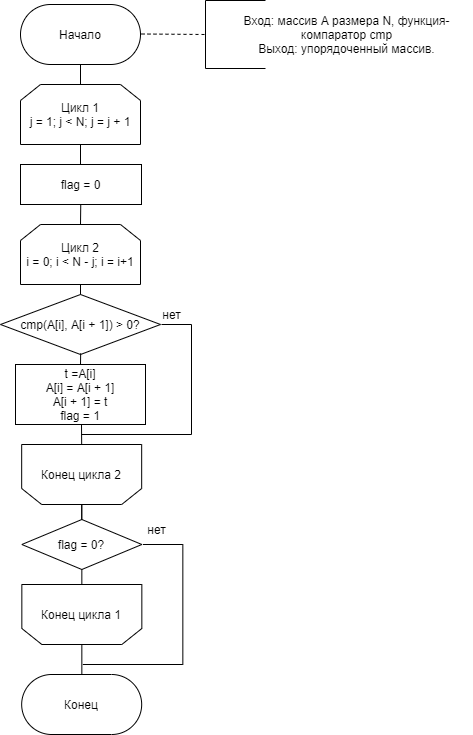 Начало
Вход: массив A размера N, функция-
компаратор cmp
Выход: упорядоченный массив.
Цикл 1
j = 1; j < N; j = j + 1
flag = 0
Цикл 2
i = 0; i < N - j; i = i+1
cmp(A[i], A[i + 1]) > 0?
нет
t =A[i]
A[i] = A[i + 1]
A[i + 1] = t
flag = 1
Конец цикла 2
flag = 0?
нет
Конец цикла 1
Конец